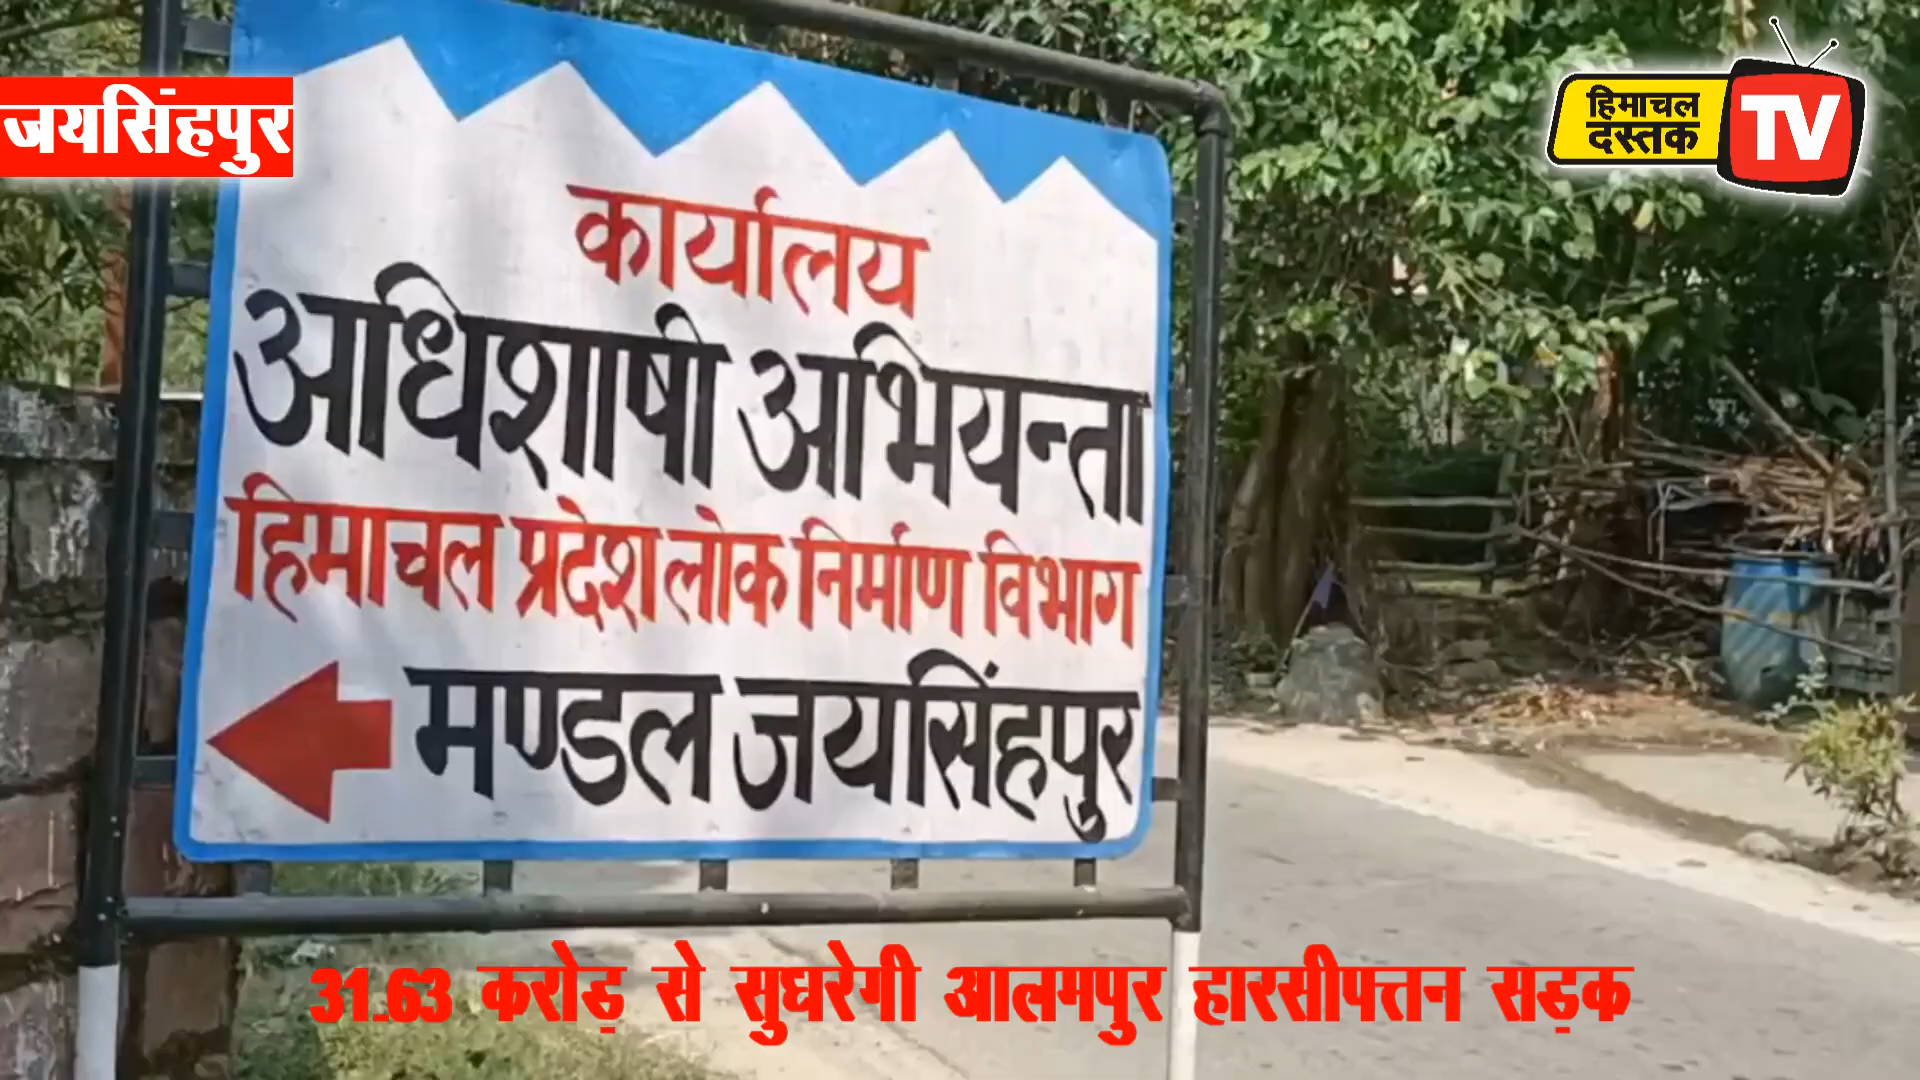 जयसिंहपुर
हिमाचल
दस्तक
TV
कार्यालय
अधिशाषी अभियन्ता
हिमाचल प्रदेश लोक निर्माण विभाग
मण्डल जयसिंहपुर
31.63 करोड़ से सुधरेगी आलमपुर हारसीपत्तन सड़क